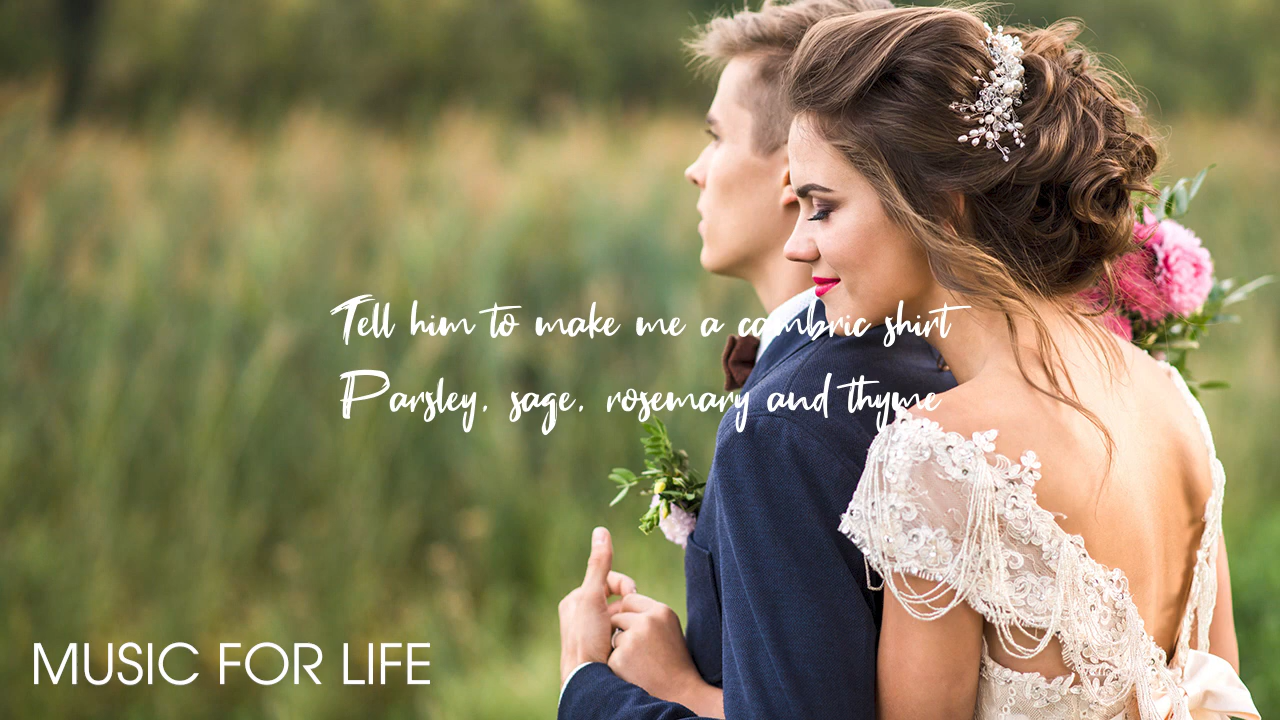 Tell him to make me a cambric shirt
Parsley, sage, rosemary and thyme
MUSIC FOR LIFE